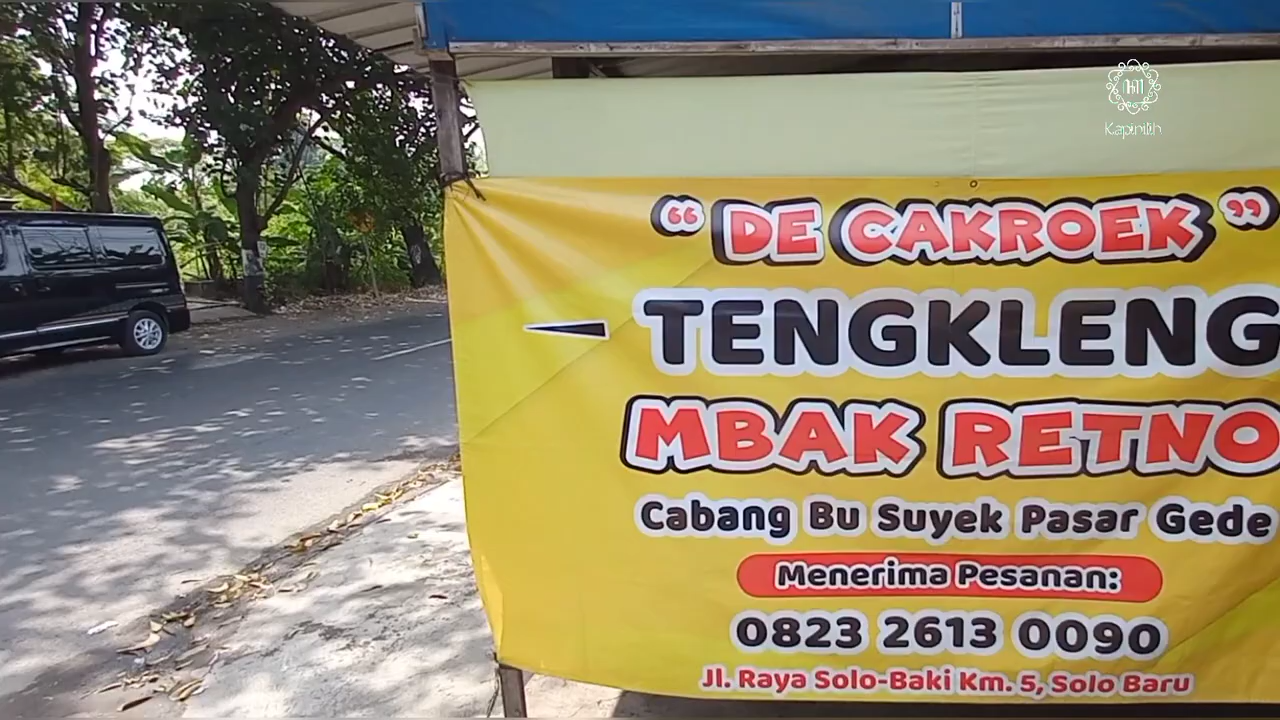 Kapinilih
“ DE CAKROEK ”
TENGKLENG
MBAK RETNO
Cabang Bu Suyek Pasar Gede
Menerima Pesanan:
0823 2613 0090
Jl. Raya Solo-Baki Km. 5, Solo Baru